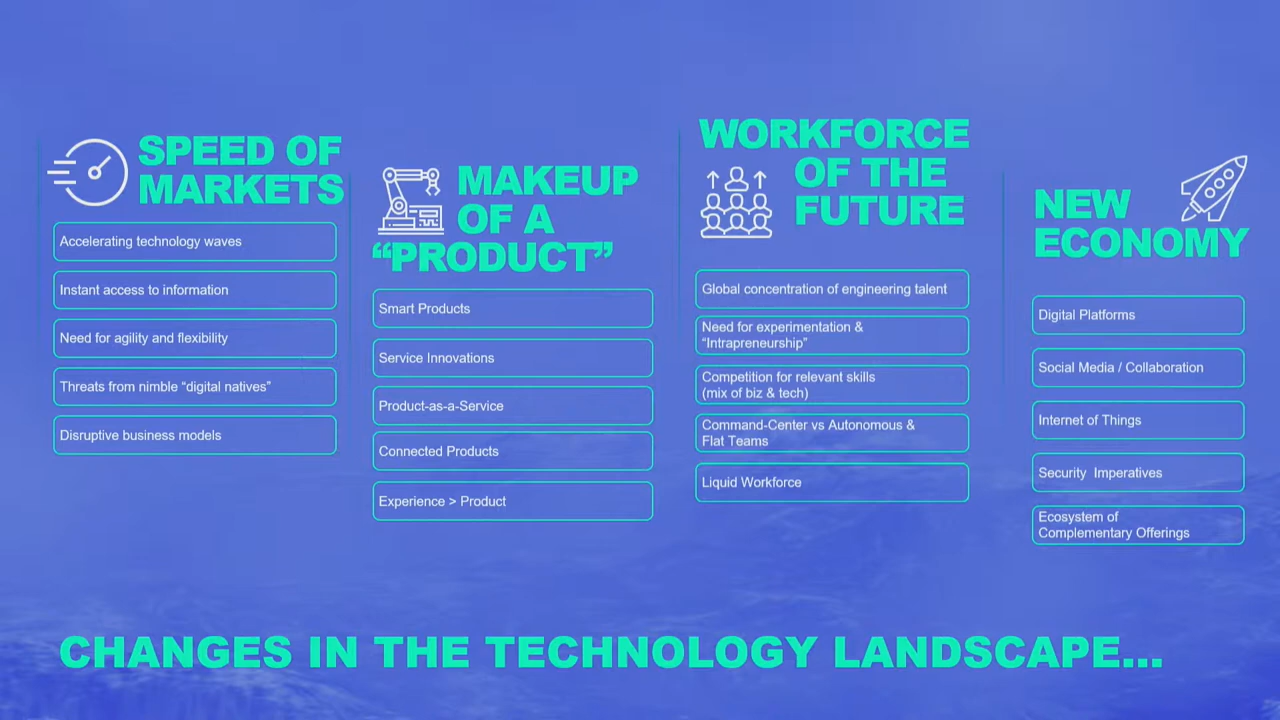 SPEED OF
MARKETS
Accelerating technology waves
Instant access to information
Need for agility and flexibility
Threats from nimble “digital natives”
Disruptive business models
MAKEUP
OF A
“PRODUCT”
Smart Products
Service Innovations
Product-as-a-Service
Connected Products
Experience > Product
WORKFORCE
OF THE
FUTURE
Global concentration of engineering talent
Need for experimentation &
“Intrapreneurship”
Competition for relevant skills
(mix of biz & tech)
Command-Center vs Autonomous &
Flat Teams
Liquid Workforce
NEW
ECONOMY
Digital Platforms
Social Media / Collaboration
Internet of Things
Security  Imperatives
Ecosystem of
Complementary Offerings
CHANGES IN THE TECHNOLOGY LANDSCAPE...